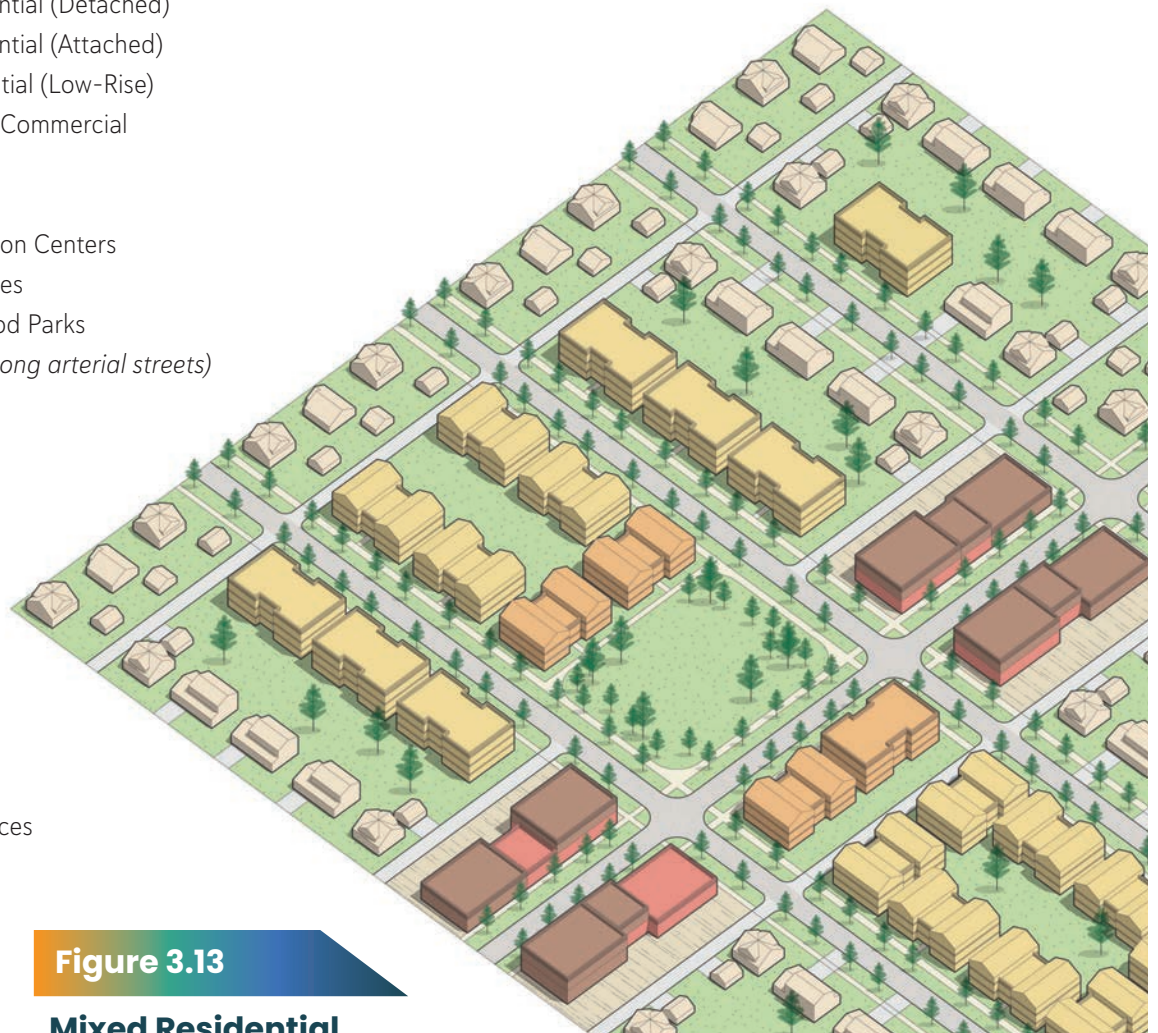 ntial (Detached)
ntial (Attached)
tial (Low-Rise)
Commercial
on Centers
es
od Parks
ong arterial streets)
ces
Figure 3.13
Mixed Residential